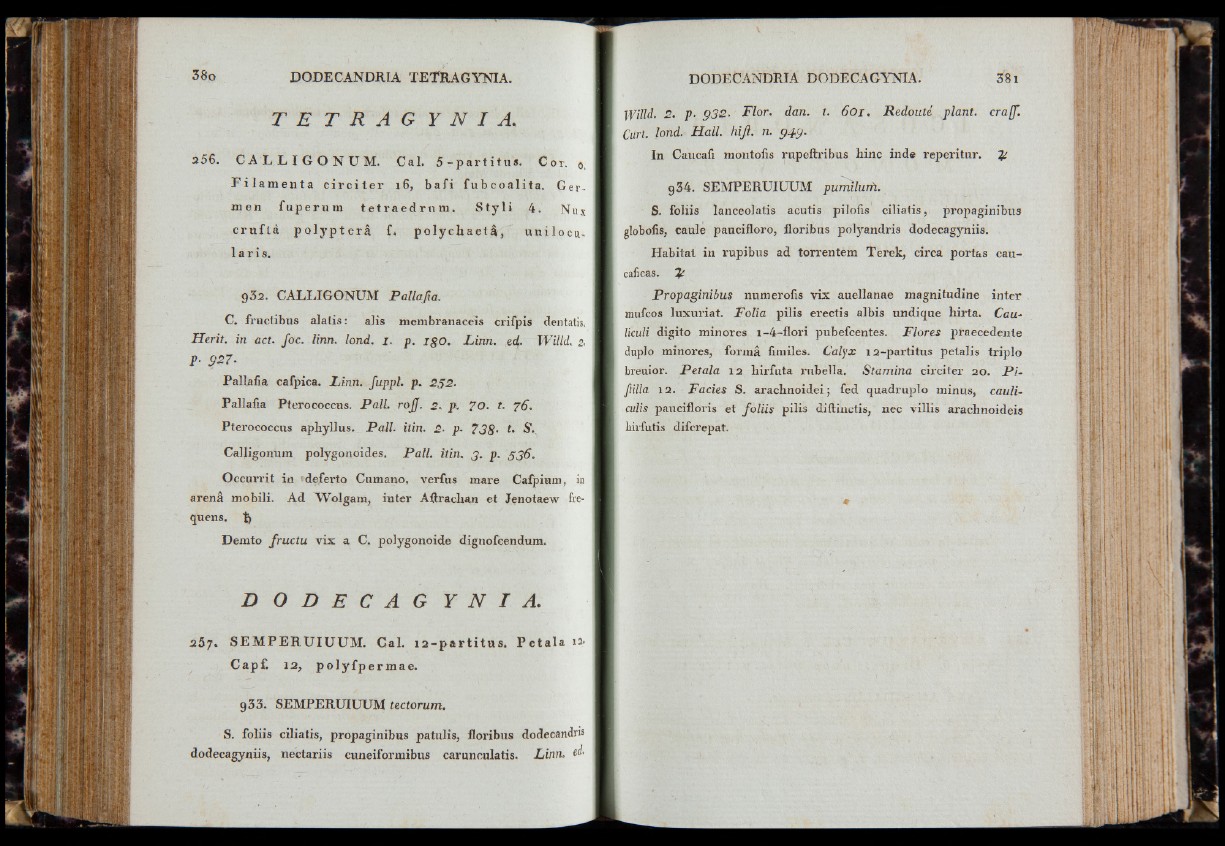 380 DODECANDRIA TETRAGYNIA.
TETRAGYNIA.
256. CALLIGONUM. Cal. 5-partitus. Cor. 0.
Filamenta circiter 16, baſi ſubcoalita. Ger-
men ſuperum tetraedrum. Styli 4. Nux
cruſtâ polypterâ ſ. polychaetâ, unilocu-
laris.
932. CALLIGONUM Pallaſia.
C. fructibus alatis: alis membranaceis criſpis dentatis.
Herit. in act. ſoc. linn. lond. 1. p. 180. Linn. ed. Willd. 2.
p. 927.
Pallaſia caſpica. Linn. ſuppl. p. 252.
Pallaſia Pterococcus. Pall. roſſ. 2. p. 70. t. 76.
Pterococcus aphyllus. Pall. itin. 2. p. 738. t. S.
Calligonum polygonoides. Pall. itin. 3. p. 536.
Occurrit in deſerto Cumano, verſus mare Caſpium, in
arenâ mobili. Ad Wolgam, inter Aſtrachan et Jenotaew fre-
quens. ♄
Demto fructu vix a C. polygonoide dignoſcendum.
DODECAGYNIA.
257. SEMPERUIUUM. Cal. 12-partitus. Petala 12.
Capſ. 12, polyſpermae.
933. SEMPERUIUUM tectorum.
S. foliis ciliatis, propaginibus patulis, floribus dodecandris
dodecagyniis, nectariis cuneiformibus carunculatis. Linn. ed.
DODECANDRIA DODECAGYNIA. 381
Willd. 2. p. 932. Flor. dan. t. 601. Redouté plant. craſſ.
Curt. lond. Hall. hiſt. n. 949.
In Caucaſi montoſis rupeſtribus hinc inde reperitur. ♃
934. SEMPERUIUUM pumilum.
S. foliis lanceolatis acutis piloſis ciliatis, propaginibus
globoſis, caule paucifloro, floribus polyandris dodecagyniis.
Habitat in rupibus ad torrentem Terek, circa portas cau-
caſicas. ♃
Propaginibus numeroſis vix auellanae magnitudine inter
muſcos luxuriat. Folia pilis erectis albis undique hirta. Cau-
liculi digito minores 1-4-flori pubeſcentes. Flores praecedente
duplo minores, formâ ſimiles. Calyx 12-partitus petalis triplo
breuior. Petala 12 hirſuta rubella. Stamina circiter 20. Pi-
ſtilla 12. Facies S. arachnoidei; ſed quadruplo minus, cauli-
culis paucifloris et foliis pilis diſtinctis, nec villis arachnoideis
hirſutis diſcrepat.